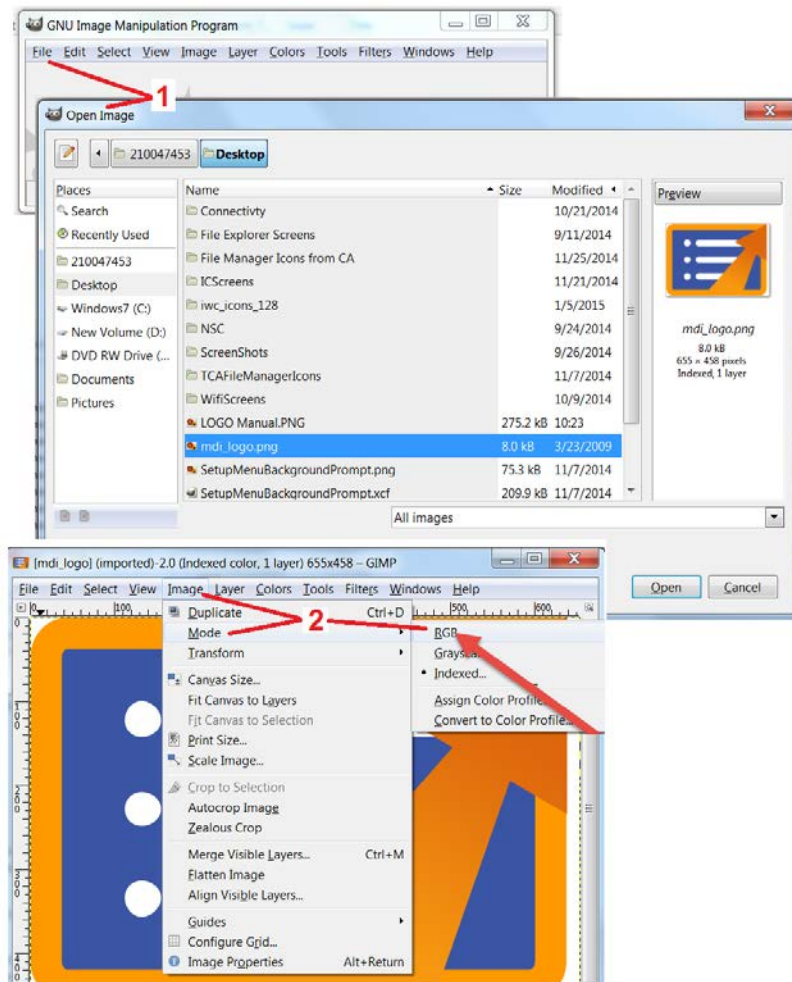 GNU Image Manipulation Program
File Edit Select View Image Layer Colors Tools Filters Windows Help
1
Open Image
210047453 Desktop
Places Name Size Modified Preview
Search Connectivty 10/21/2014
Recently Used File Explorer Screens 9/11/2014
210047453 File Manager Icons from CA 11/25/2014
Desktop ICScreens 11/21/2014
Windows7 (C:) iwc_icons_128 1/5/2015
New Volume (D:) NSC 9/24/2014 mdi_logo.png
DVD RW Drive (... ScreenShots 9/26/2014 8.0 kB
655 × 458 pixels
Documents TCAFileManagerIcons 11/7/2014 Indexed, 1 layer
Pictures WifiScreens 10/9/2014
LOGO Manual.PNG 275.2 kB 10:23
mdi_logo.png 8.0 kB 3/23/2009
SetupMenuBackgroundPrompt.png 75.3 kB 11/7/2014
SetupMenuBackgroundPrompt.xcf 209.9 kB 11/7/2014
All images
Open Cancel
[mdi_logo] (imported)-2.0 (Indexed color, 1 layer) 655x458 – GIMP
File Edit Select View Image Layer Colors Tools Filters Windows Help
0 100 500 600
Duplicate Ctrl+D
2
Mode RGB
Transform Grayscale
Indexed...
Canvas Size... Assign Color Profile...
Fit Canvas to Layers Convert to Color Profile...
Fit Canvas to Selection
Print Size...
Scale Image...
Crop to Selection
Autocrop Image
Zealous Crop
Merge Visible Layers... Ctrl+M
Flatten Image
Align Visible Layers...
Guides
Configure Grid...
Image Properties Alt+Return